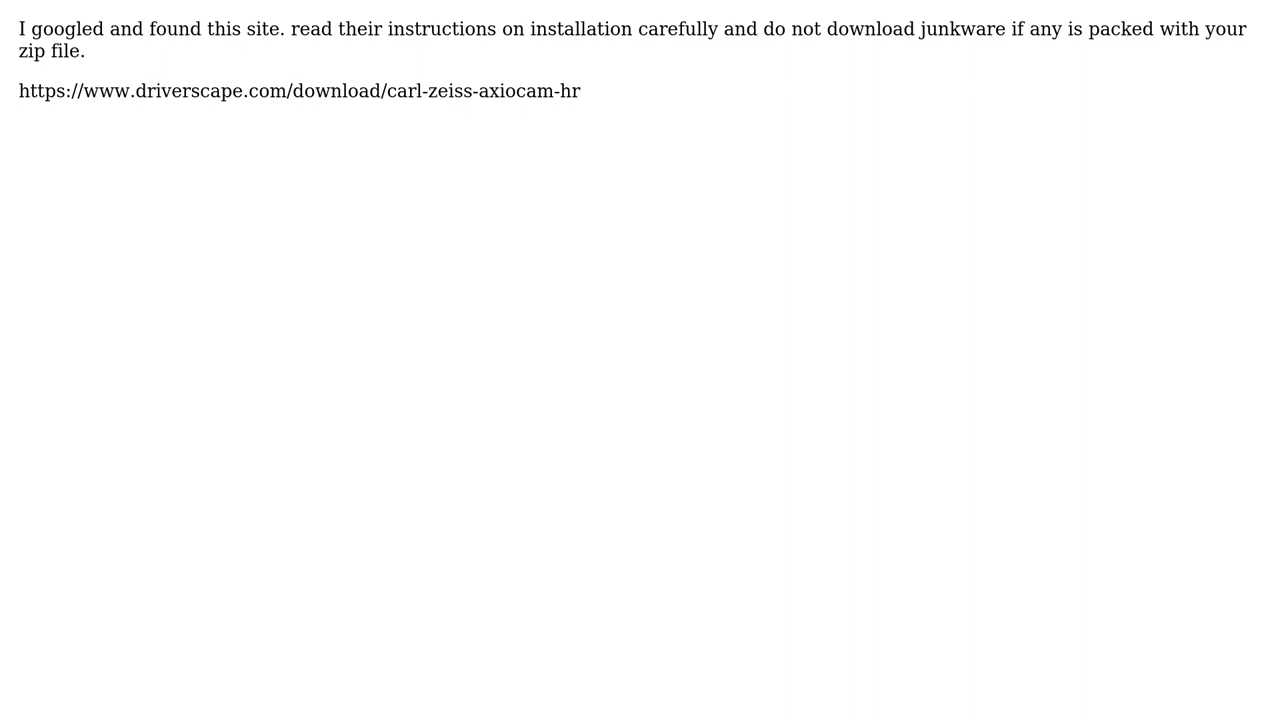 I googled and found this site. read their instructions on installation carefully and do not download junkware if any is packed with your
zip file.
https://www.driverscape.com/download/carl-zeiss-axiocam-hr